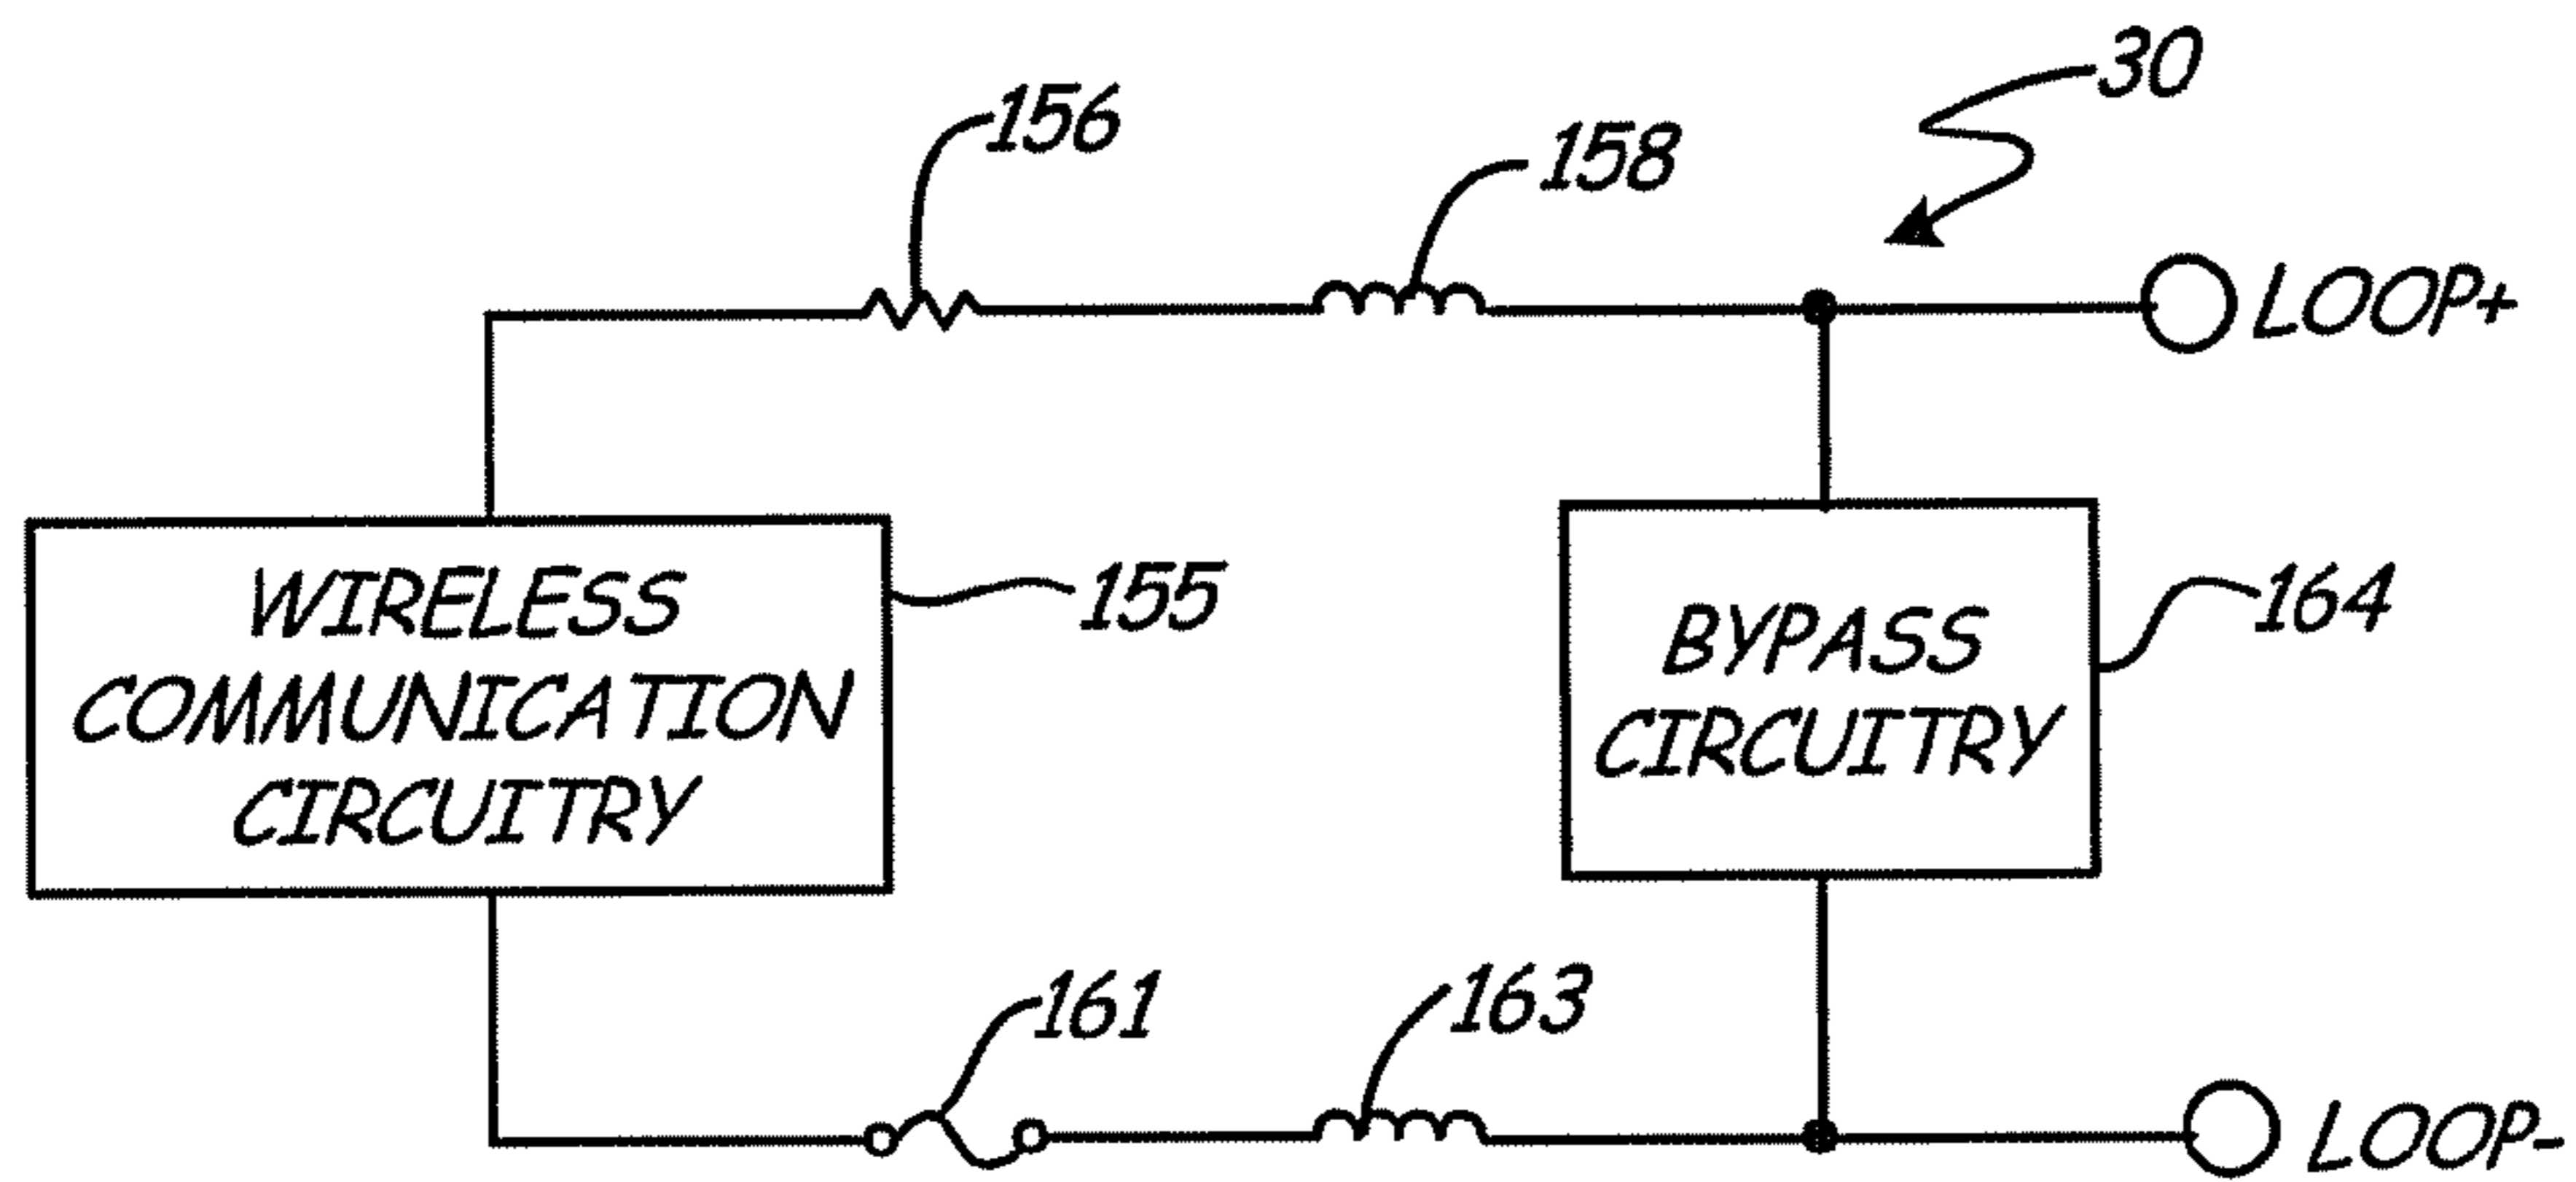 30
156
158
LOOP+
WIRELESS
COMMUNICATION
CIRCUITRY
155
BYPASS
CIRCUITRY
164
161
163
LOOP-